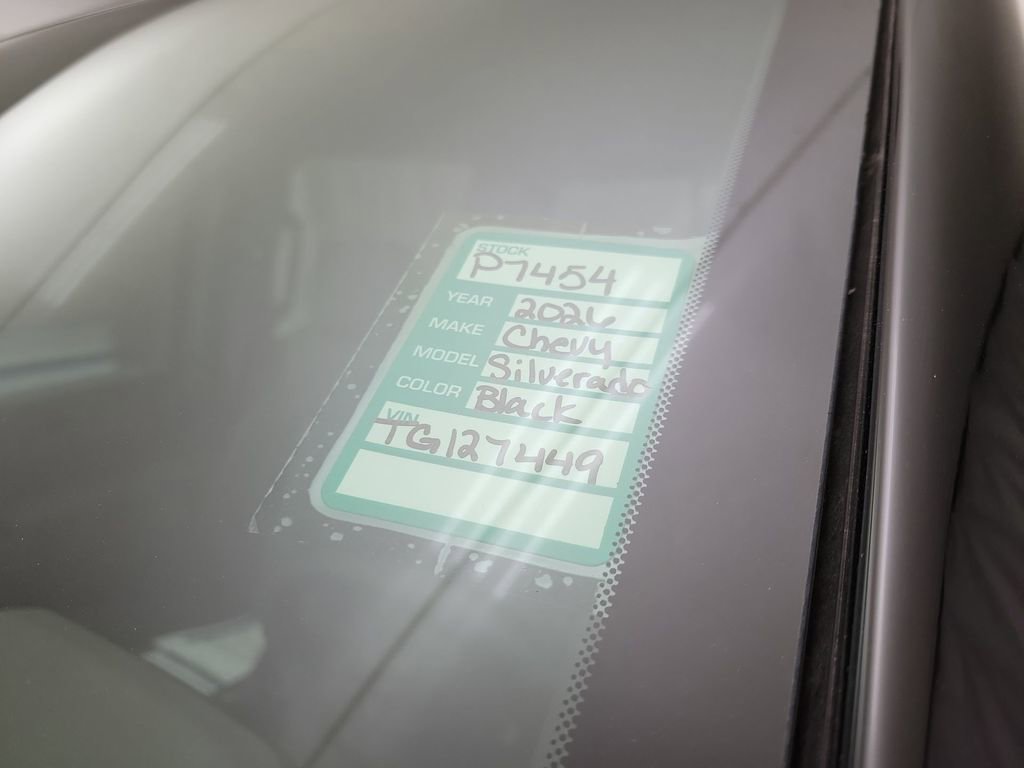 STOCK
P7454
YEAR 2026
MAKE Chevy
MODEL Silverado
COLOR Black
VIN
TG127449